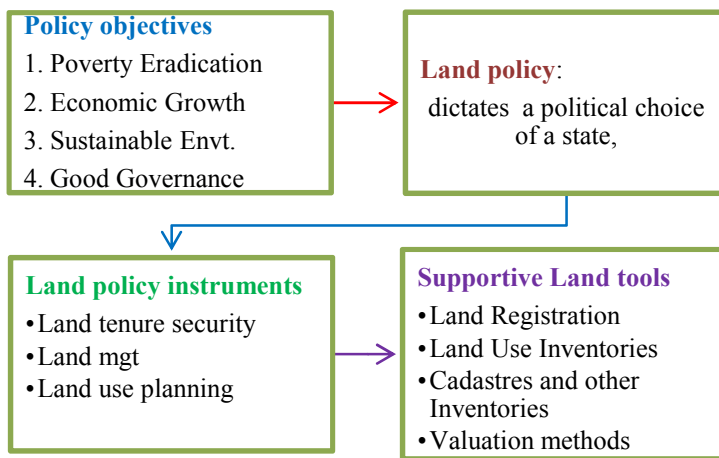 Policy objectives
1. Poverty Eradication
2. Economic Growth
3. Sustainable Envt.
4. Good Governance
Land policy:
dictates a political choice
of a state,
Land policy instruments
•Land tenure security
•Land mgt
•Land use planning
Supportive Land tools
•Land Registration
•Land Use Inventories
•Cadastres and other
Inventories
•Valuation methods